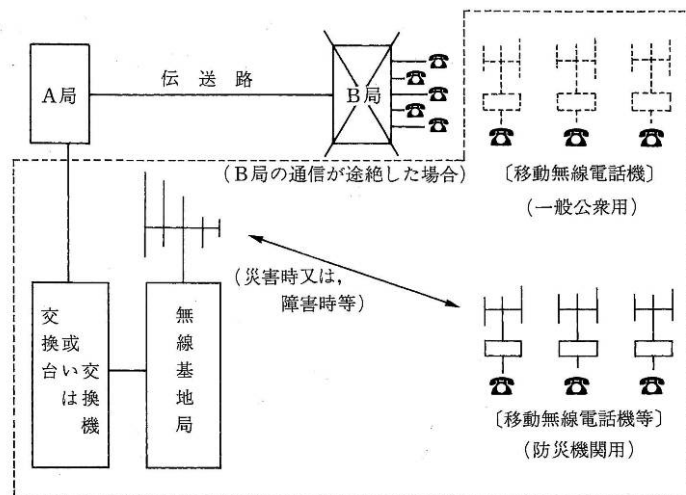 A局
伝送路
B局
(B局の通信が途絶した場合)
〔移動無線電話機〕
(一般公衆用)
(災害時又は,
障害時等)
交換台
或いは
交換機
無線基地局
〔移動無線電話機等〕
(防災機関用)